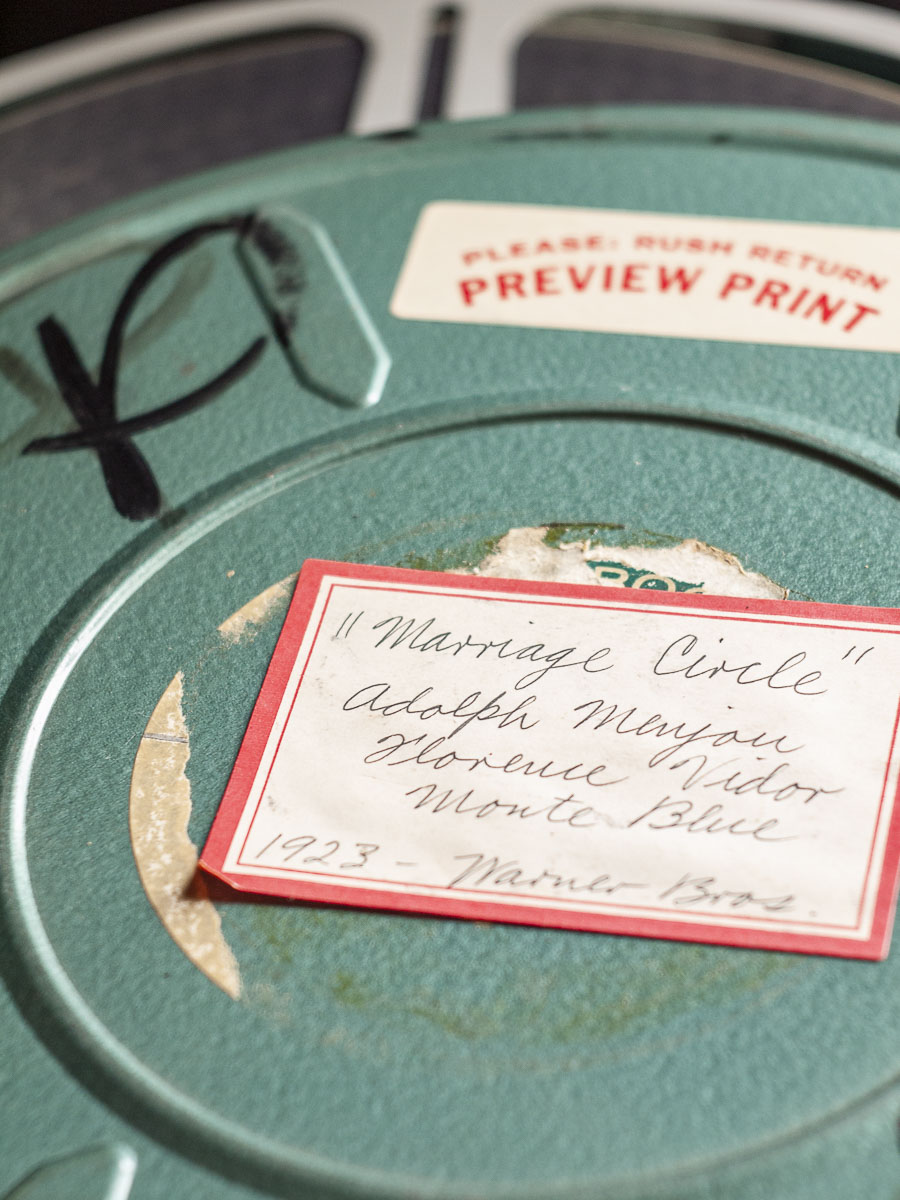 PLEASE: RUSH RETURN
PREVIEW PRINT
"Marriage Circle"
Adolph Menjou
Florence Vidor
Monte Blue
1923 - Warner Bros.